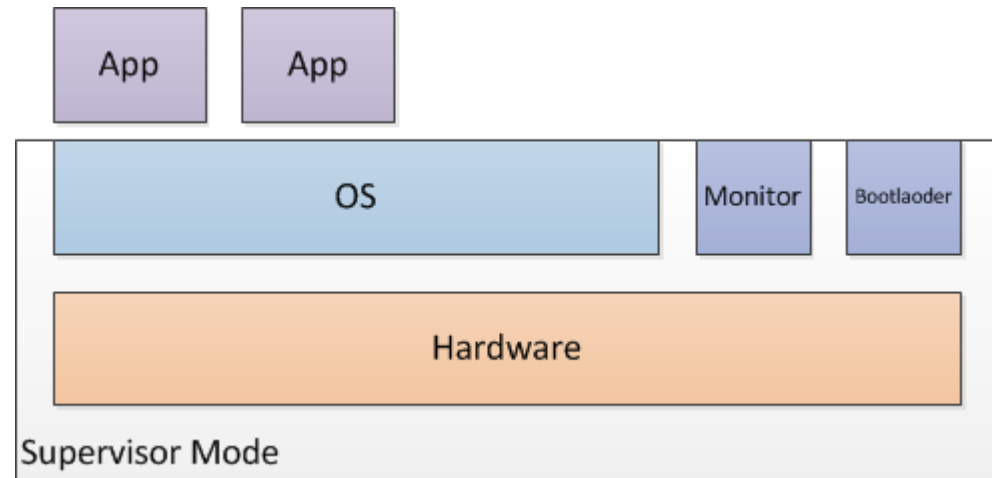 App
App
OS
Monitor
Bootlaoder
Hardware
Supervisor Mode